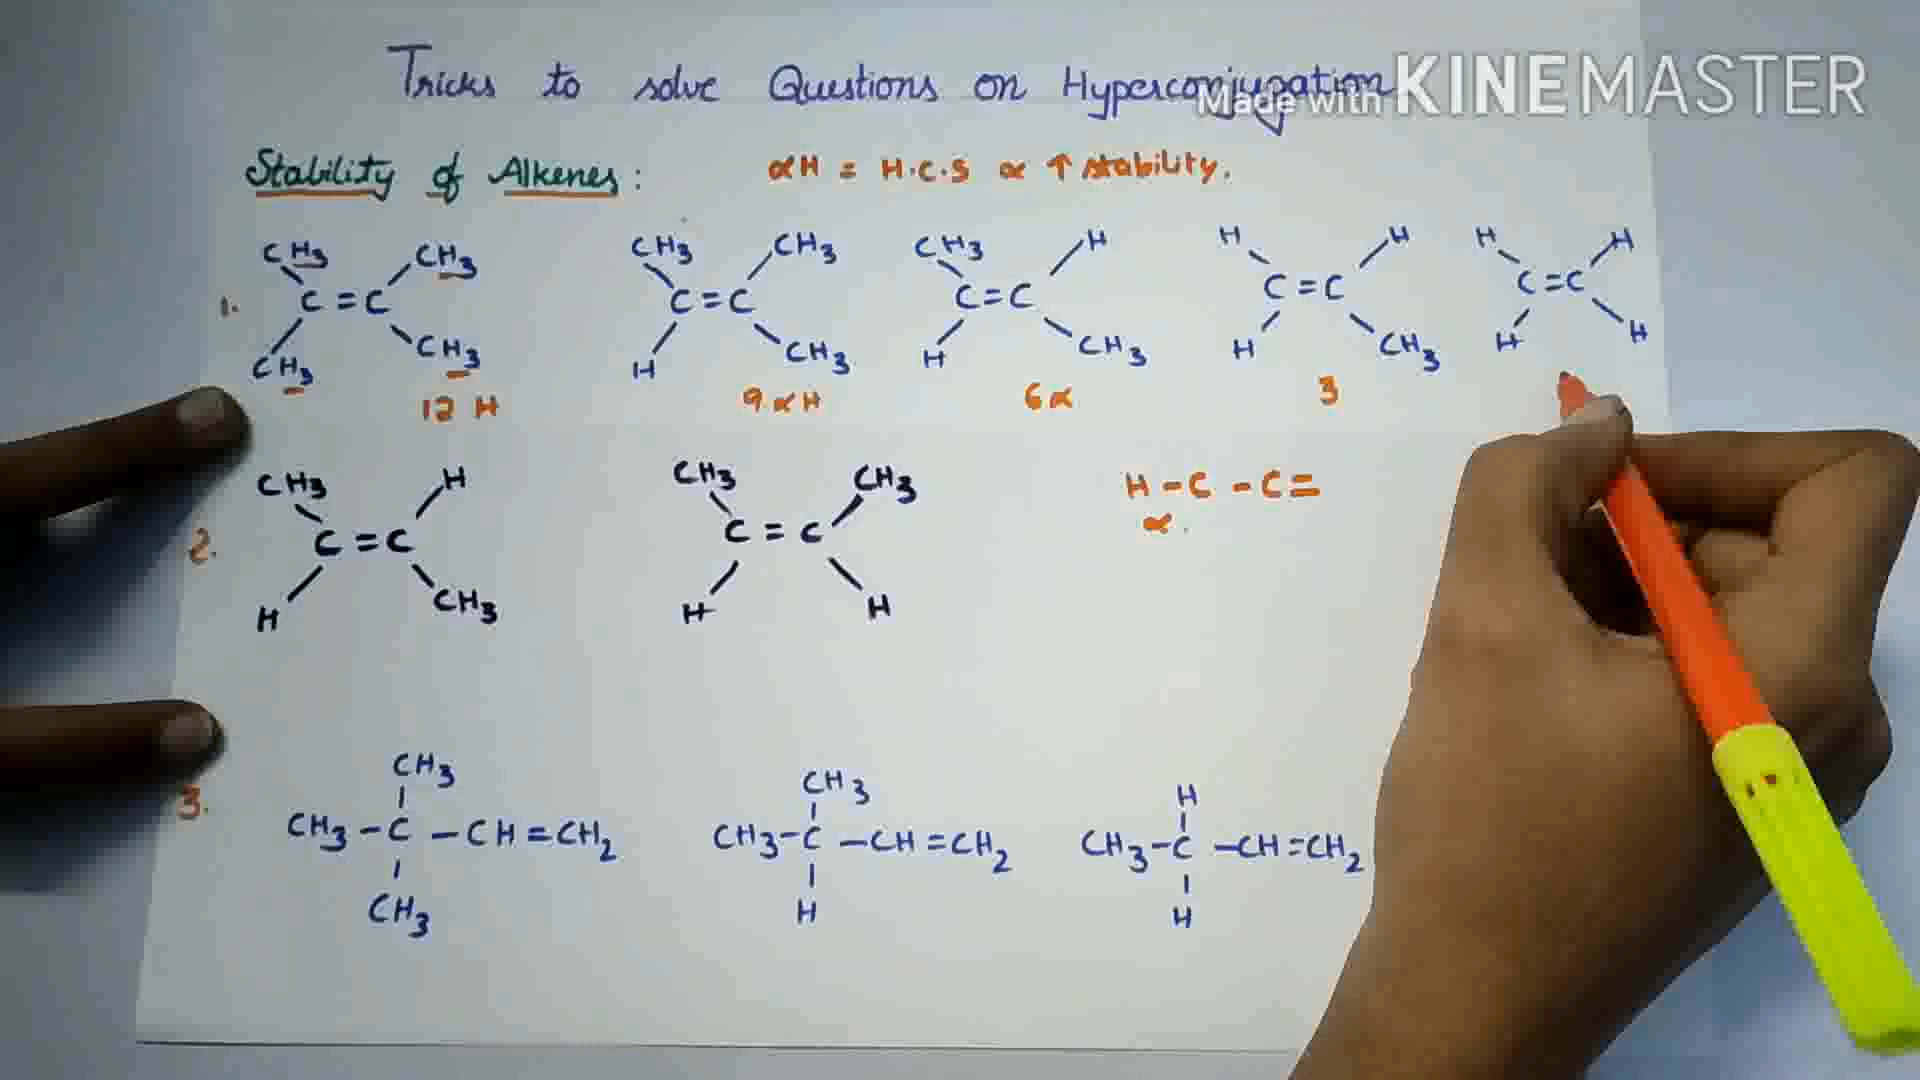 Tricks to solve Questions on Hyperconjugation
Made with KINEMASTER
Stability of Alkenes : αH = H.C.S ∝ ↑ stability.
CH3 CH3 CH3 CH3 CH3 H H H H H
1. C=C C=C C=C C=C C=C
CH3 CH3 H CH3 H CH3 H CH3 H H
12 H 9αH 6α 3
CH3 H CH3 CH3 H-C-C=
2. C=C C=C α.
H CH3 H H
CH3 CH3 H
3. CH3-C-CH=CH2 CH3-C-CH=CH2 CH3-C-CH=CH2
CH3 H H